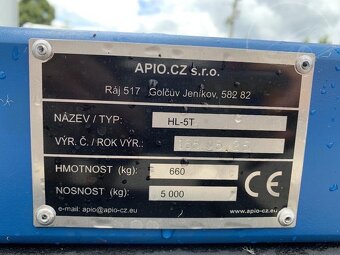 APIO.CZ s.r.o.
Ráj 517 Golčův Jeníkov, 582 82
NÁZEV / TYP: HL-5T
VÝR. Č. / ROK VÝR.:
HMOTNOST (kg): 660
NOSNOST (kg): 5 000
CE
e-mail: apio@apio-cz.eu www.apio-cz.eu